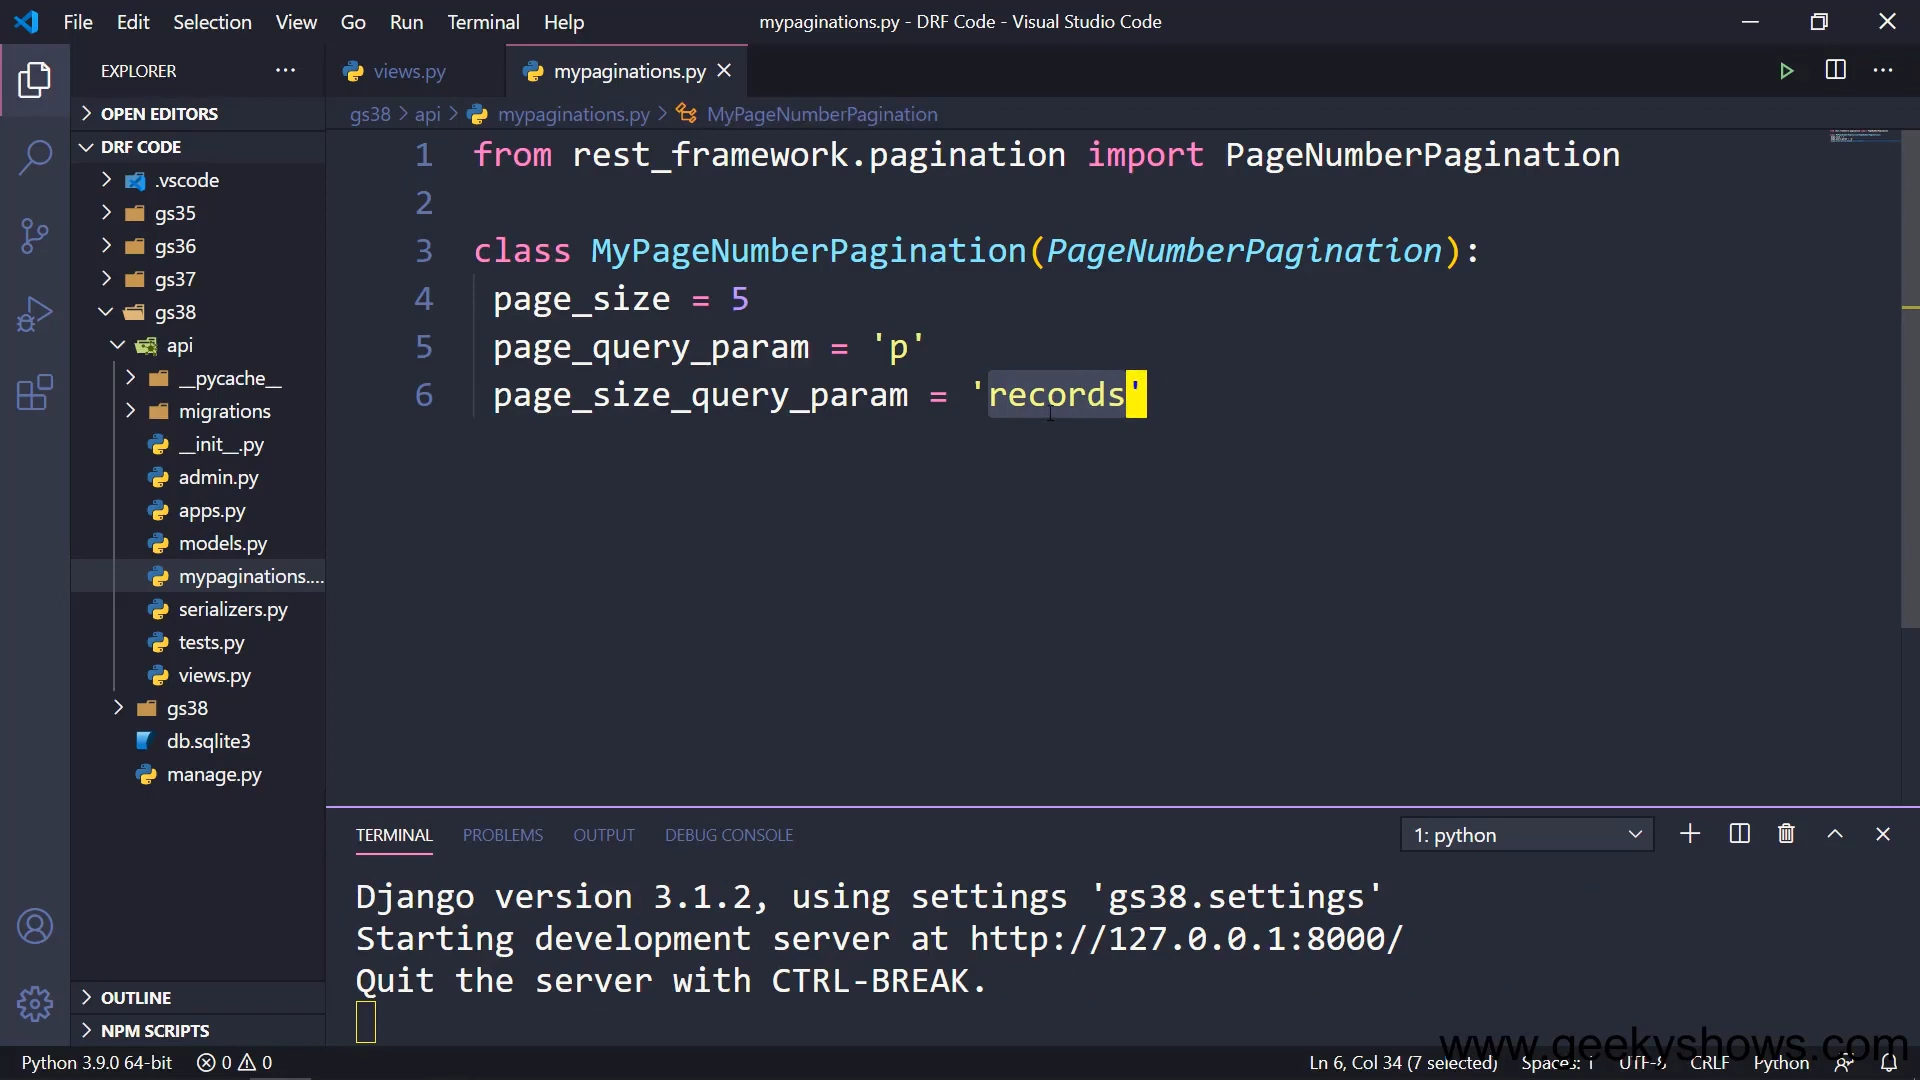 File Edit Selection View Go Run Terminal Help
mypaginations.py - DRF Code - Visual Studio Code
EXPLORER
OPEN EDITORS
DRF CODE
.vscode
gs35
gs36
gs37
gs38
api
__pycache__
migrations
__init__.py
admin.py
apps.py
models.py
mypaginations....
serializers.py
tests.py
views.py
gs38
db.sqlite3
manage.py
OUTLINE
NPM SCRIPTS
views.py
mypaginations.py
gs38 > api > mypaginations.py > MyPageNumberPagination
1 from rest_framework.pagination import PageNumberPagination
2
3 class MyPageNumberPagination(PageNumberPagination):
4 page_size = 5
5 page_query_param = 'p'
6 page_size_query_param = 'records'
TERMINAL PROBLEMS OUTPUT DEBUG CONSOLE
1: python
Django version 3.1.2, using settings 'gs38.settings'
Starting development server at http://127.0.0.1:8000/
Quit the server with CTRL-BREAK.
www.geekyshows.com
Python 3.9.0 64-bit 0 0
Ln 6, Col 34 (7 selected) Spaces: 1 UTF-8 CRLF Python